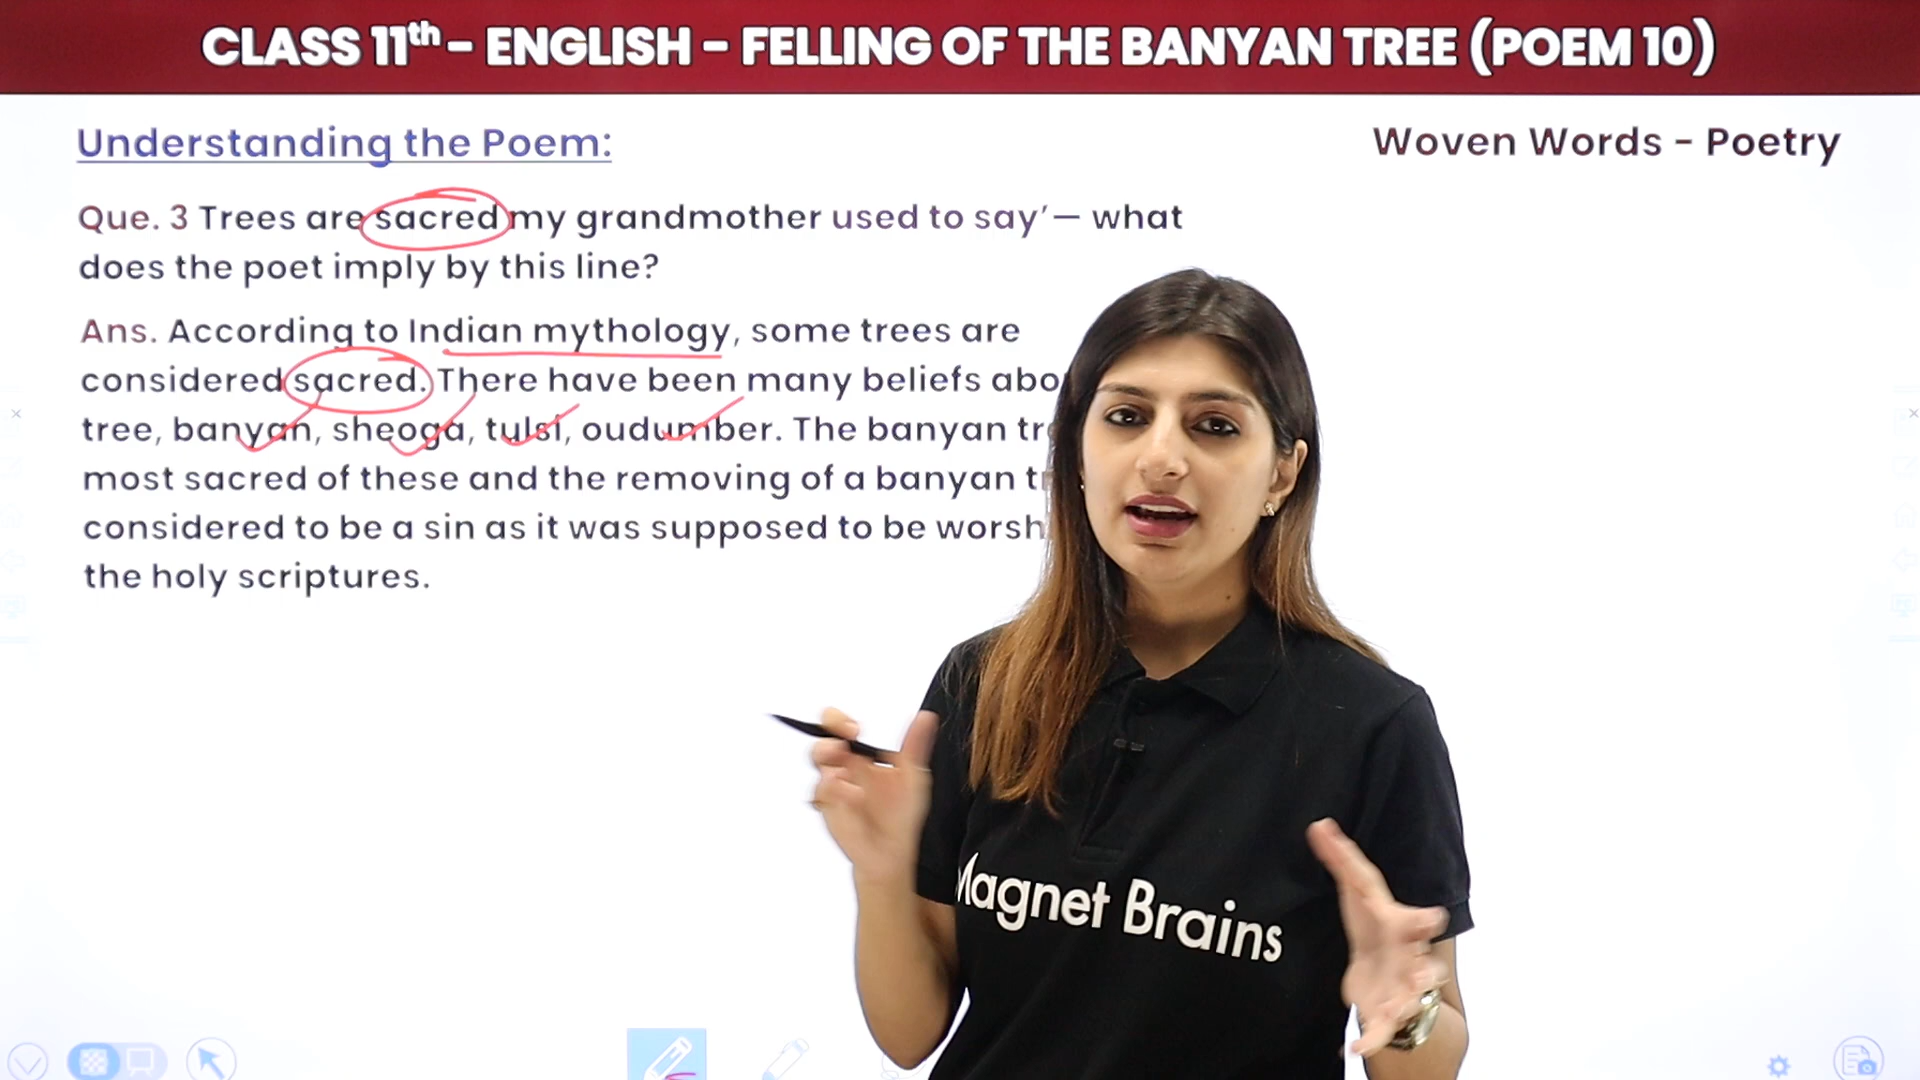 CLASS 11th – ENGLISH – FELLING OF THE BANYAN TREE (POEM 10)
Understanding the Poem:
Woven Words – Poetry
Que. 3 Trees are sacred my grandmother used to say’— what
does the poet imply by this line?
Ans. According to Indian mythology, some trees are
considered sacred. There have been many beliefs
tree, banyan, sheoga, tulsi, oudumber. The banyan
most sacred of these and the removing of a banyan
considered to be a sin as it was supposed to be
the holy scriptures.
Magnet Brains